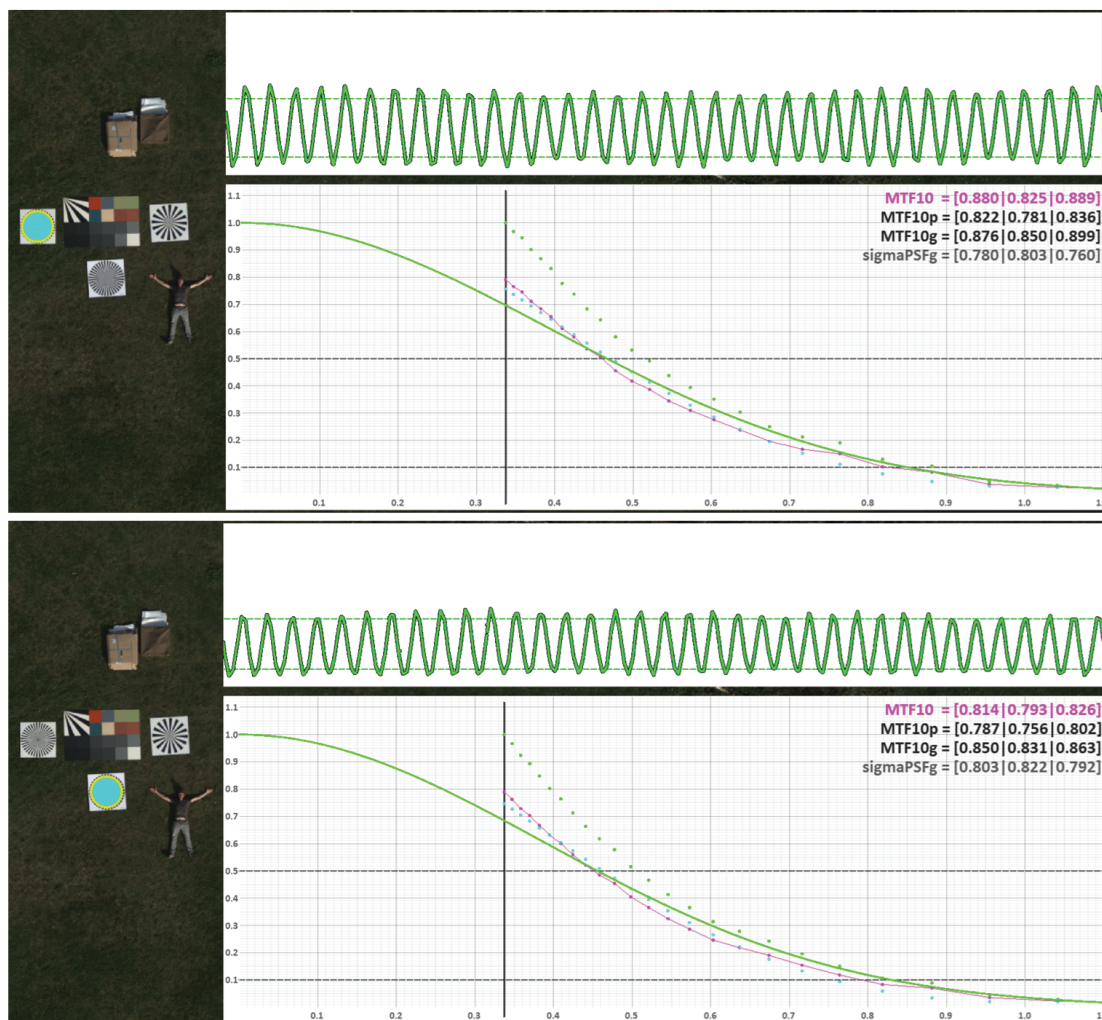 1.1
1.0
0.9
0.8
0.7
0.6
0.5
0.4
0.3
0.2
0.1
MTF10 = [0.880|0.825|0.889]
MTF10p = [0.822|0.781|0.836]
MTF10g = [0.876|0.850|0.899]
sigmaPSFg = [0.780|0.803|0.760]
0.1 0.2 0.3 0.4 0.5 0.6 0.7 0.8 0.9 1.0 1.
1.1
1.0
0.9
0.8
0.7
0.6
0.5
0.4
0.3
0.2
0.1
MTF10 = [0.814|0.793|0.826]
MTF10p = [0.787|0.756|0.802]
MTF10g = [0.850|0.831|0.863]
sigmaPSFg = [0.803|0.822|0.792]
0.1 0.2 0.3 0.4 0.5 0.6 0.7 0.8 0.9 1.0 1.